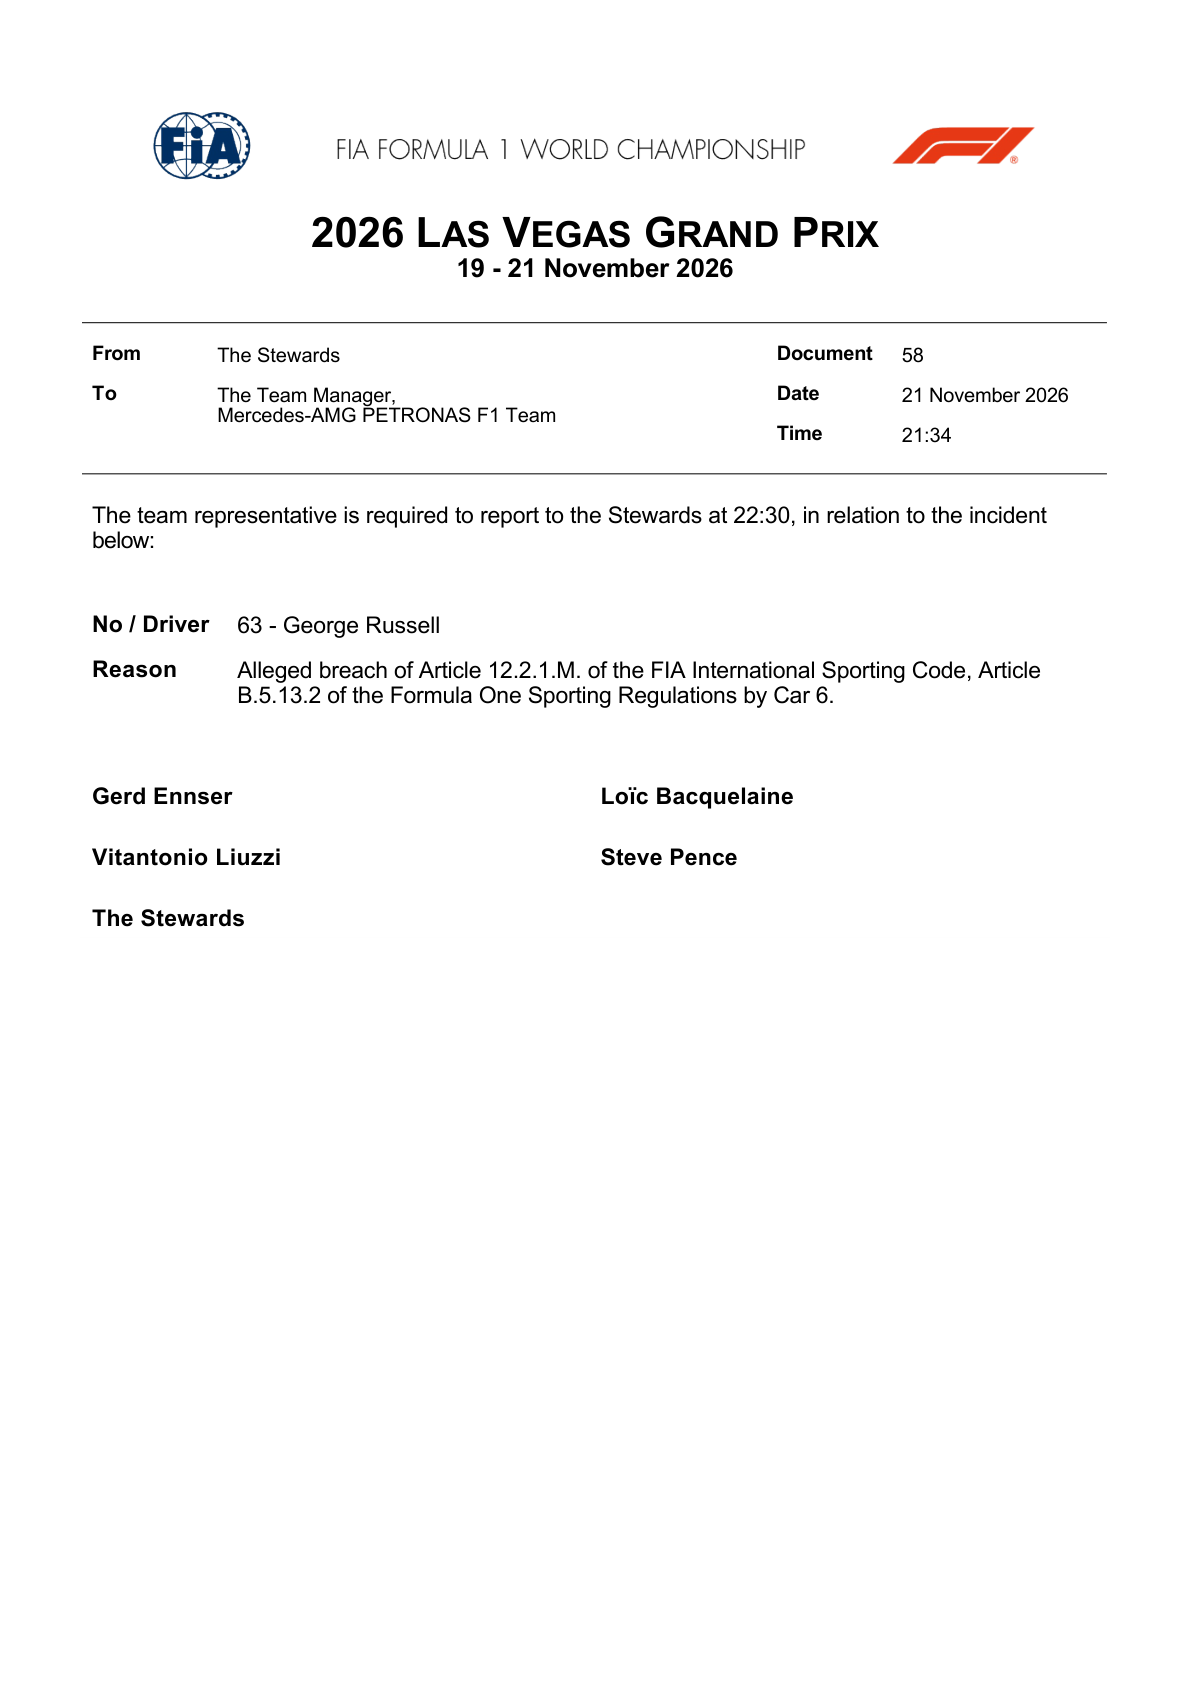 FIA
FIA FORMULA 1 WORLD CHAMPIONSHIP
F1
®
2026 LAS VEGAS GRAND PRIX
19 - 21 November 2026
From The Stewards Document 58
To The Team Manager, Date 21 November 2026
Mercedes-AMG PETRONAS F1 Team
Time 21:34
The team representative is required to report to the Stewards at 22:30, in relation to the incident
below:
No / Driver 63 - George Russell
Reason Alleged breach of Article 12.2.1.M. of the FIA International Sporting Code, Article
B.5.13.2 of the Formula One Sporting Regulations by Car 6.
Gerd Ennser Loïc Bacquelaine
Vitantonio Liuzzi Steve Pence
The Stewards